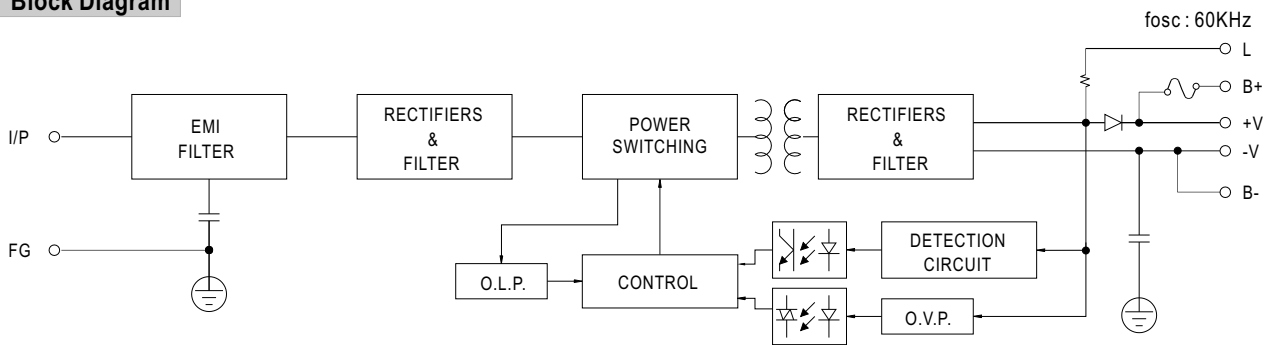 Block Diagram
fosc : 60KHz
L
B+
+V
-V
B-
I/P
EMI
FILTER
RECTIFIERS
&
FILTER
POWER
SWITCHING
RECTIFIERS
&
FILTER
FG
O.L.P.
CONTROL
DETECTION
CIRCUIT
O.V.P.